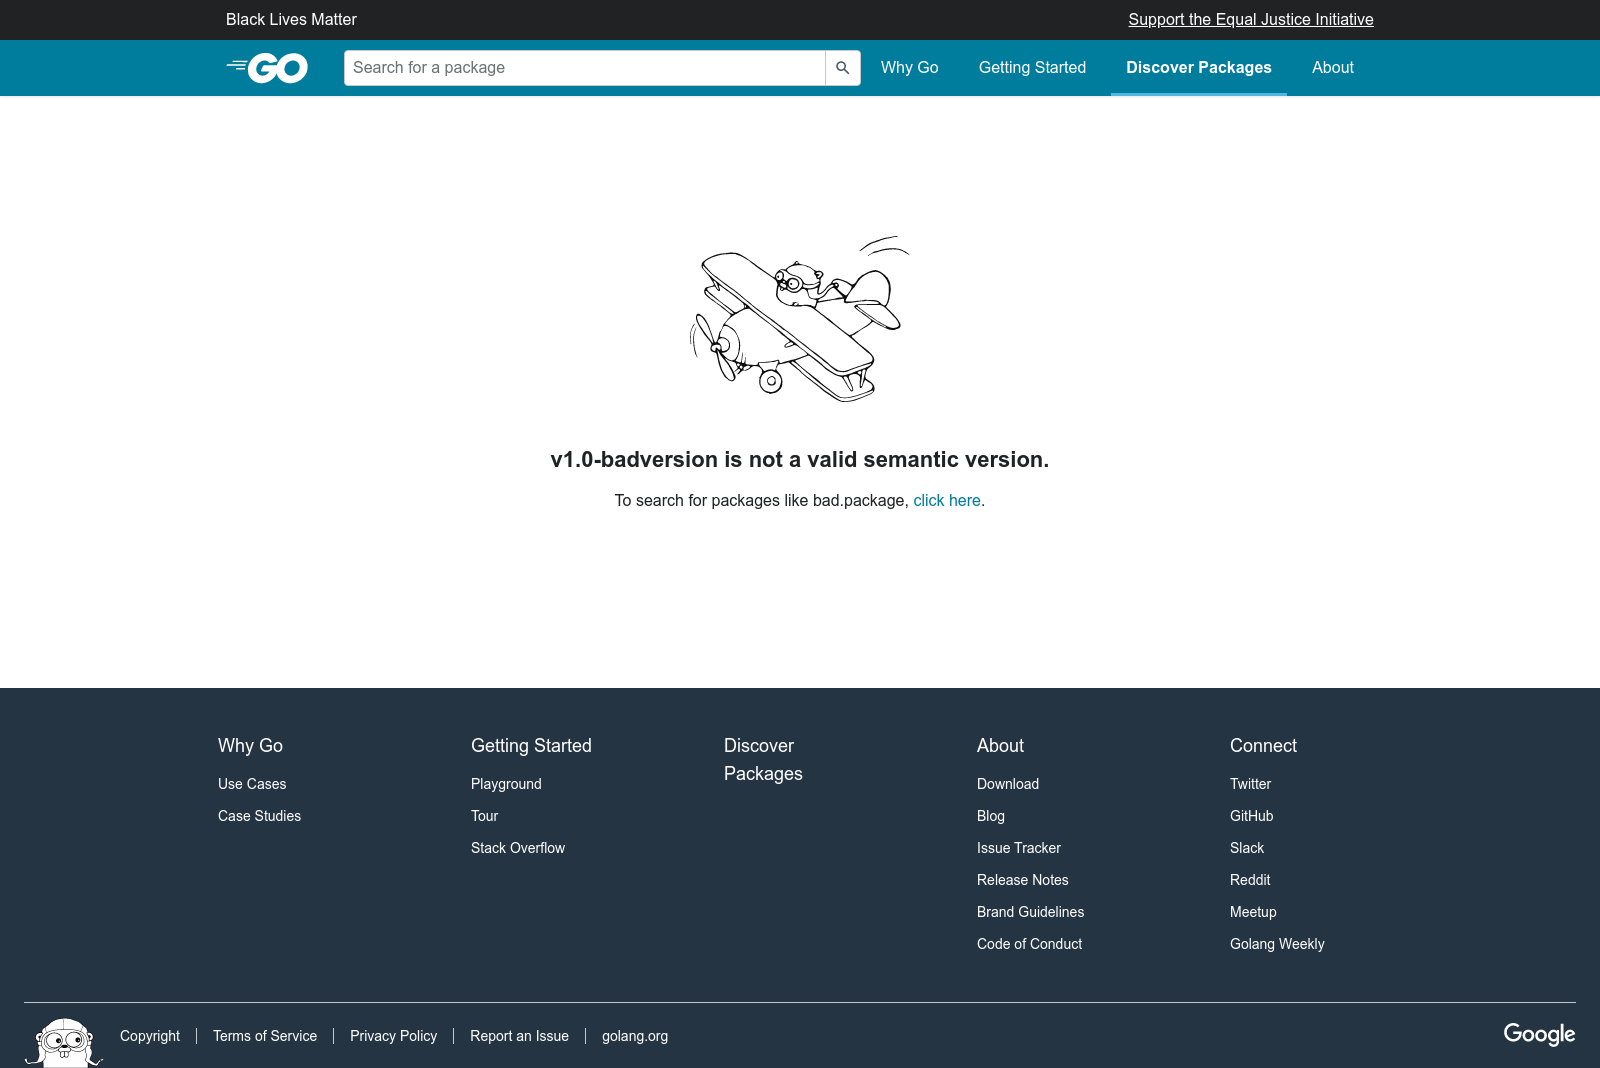 Black Lives Matter
Support the Equal Justice Initiative
GO
Search for a package
Why Go
Getting Started
Discover Packages
About
v1.0-badversion is not a valid semantic version.
To search for packages like bad.package, click here.
Why Go
Use Cases
Case Studies
Getting Started
Playground
Tour
Stack Overflow
Discover
Packages
About
Download
Blog
Issue Tracker
Release Notes
Brand Guidelines
Code of Conduct
Connect
Twitter
GitHub
Slack
Reddit
Meetup
Golang Weekly
Copyright
Terms of Service
Privacy Policy
Report an Issue
golang.org
Google